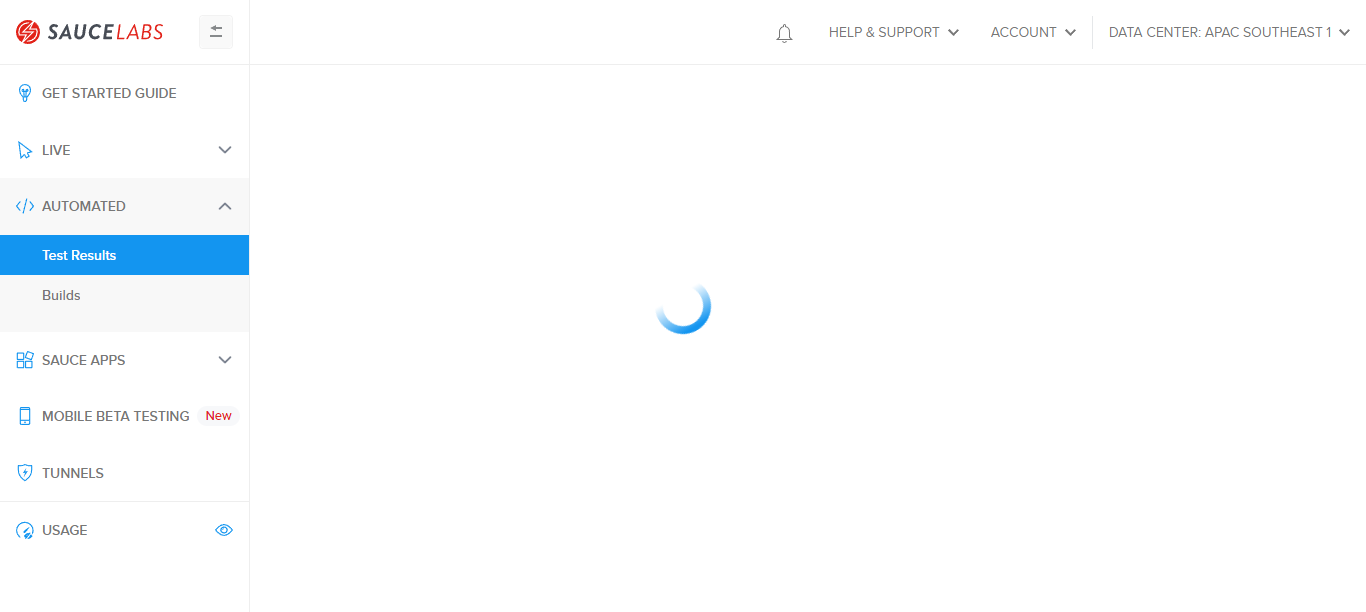 SAUCELABS
HELP & SUPPORT
ACCOUNT
DATA CENTER: APAC SOUTHEAST 1
GET STARTED GUIDE
LIVE
AUTOMATED
Test Results
Builds
SAUCE APPS
MOBILE BETA TESTING New
TUNNELS
USAGE